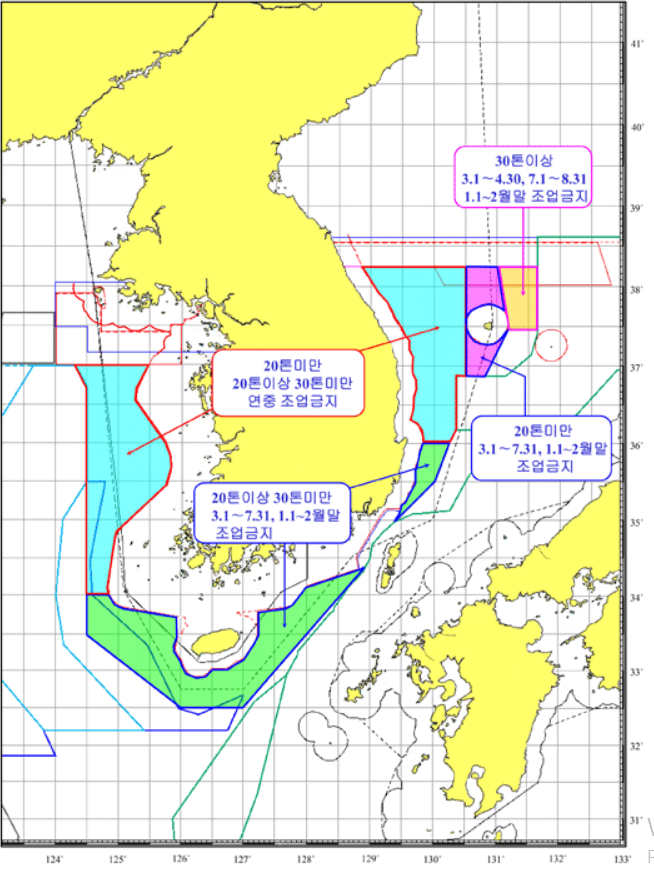 41'
40'
30톤이상
3.1~4.30, 7.1~8.31
1.1~2월말 조업금지
39'
38'
37'
20톤미만
20톤이상 30톤미만
연중 조업금지
36'
20톤미만
3.1~7.31, 1.1~2월말
조업금지
20톤이상 30톤미만
3.1~7.31, 1.1~2월말
조업금지
35'
34'
33'
32'
31'
124'
125'
126'
127'
128'
129'
130'
131'
132'
133'